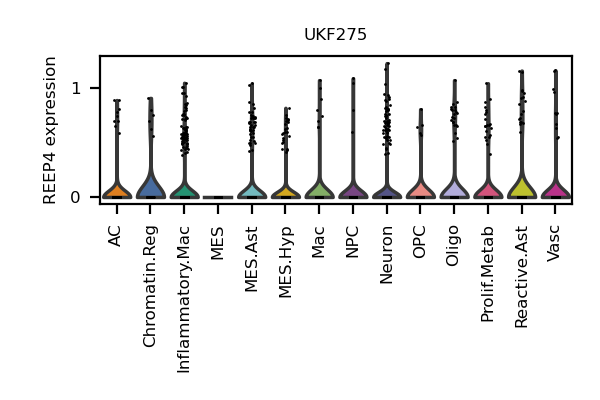 UKF275
REEP4 expression
1
0
AC
Chromatin.Reg
Inflammatory.Mac
MES
MES.Ast
MES.Hyp
Mac
NPC
Neuron
OPC
Oligo
Prolif.Metab
Reactive.Ast
Vasc